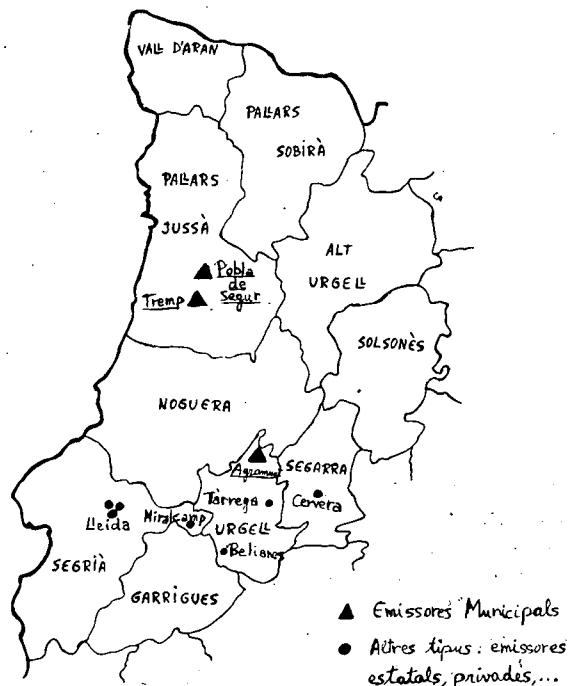 VALL D'ARAN
PALLARS
SOBIRÀ
PALLARS
JUSSÀ
ALT
URGELL
Pobla
de
Segur
Tremp
SOLSONÈS
NOGUERA
Agramunt
SEGARRA
Cervera
Tàrrega
Lleida
Miralcamp
URGELL
Belianes
SEGRIÀ
GARRIGUES
Emissores Municipals
Altres tipus: emissores
estatals, privades,...